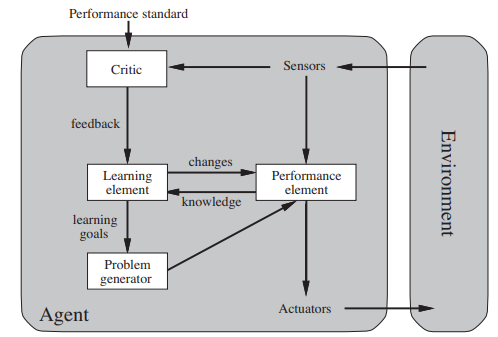 Performance standard
Critic
Sensors
feedback
changes
Learning
element
Performance
element
knowledge
learning
goals
Problem
generator
Agent
Actuators
Environment